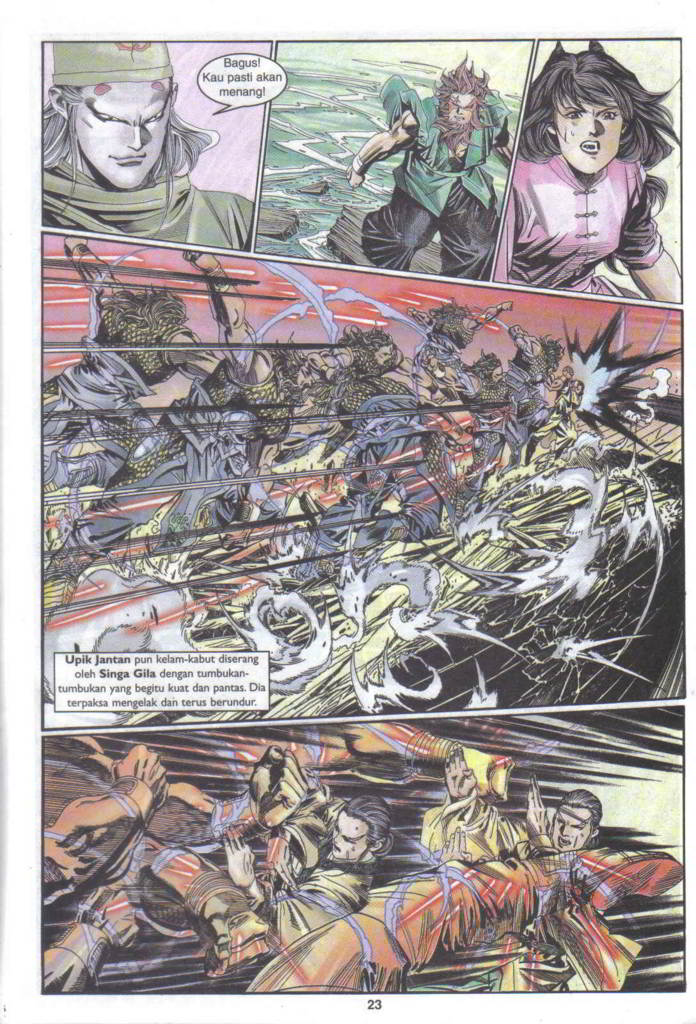 Bagus!
Kau pasti akan
menang!
Upik Jantan pun kelam-kabut diserang
oleh Singa Gila dengan tumbukan-
tumbukan yang begitu kuat dan pantas. Dia
terpaksa mengelak dan terus berundur.
23